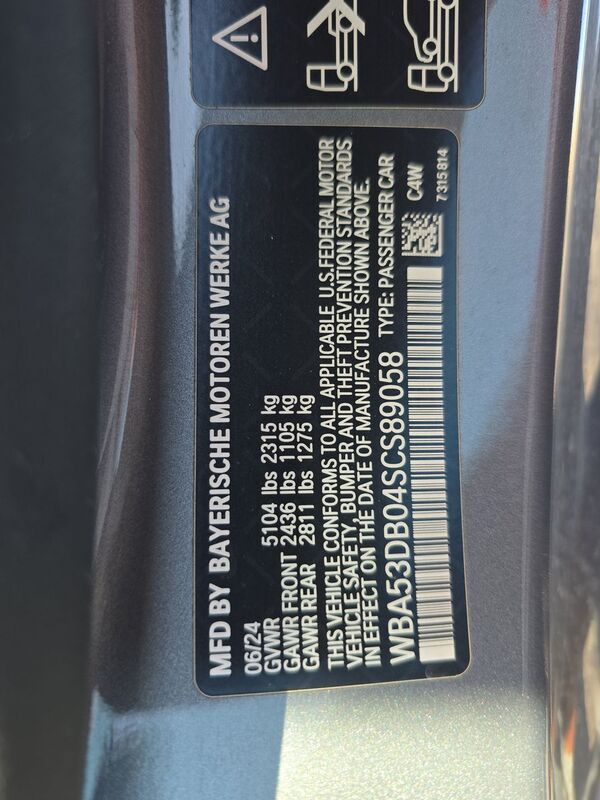 MFD BY BAYERISCHE MOTOREN WERKE AG
06/24
GVWR 5104 lbs 2315 kg
GAWR FRONT 2436 lbs 1105 kg
GAWR REAR 2811 lbs 1275 kg
THIS VEHICLE CONFORMS TO ALL APPLICABLE U.S.FEDERAL MOTOR
VEHICLE SAFETY, BUMPER AND THEFT PREVENTION STANDARDS
IN EFFECT ON THE DATE OF MANUFACTURE SHOWN ABOVE.
WBA53DB04SCS89058 TYPE: PASSENGER CAR
C4W
7 315 814